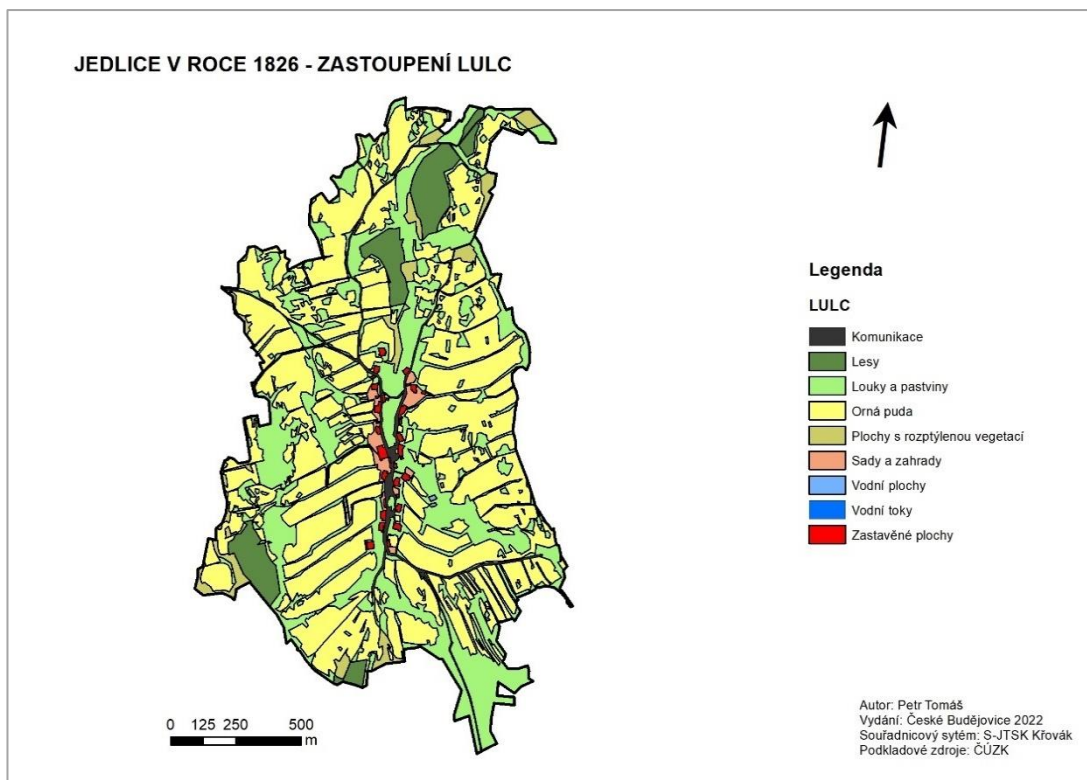 JEDLICE V ROCE 1826 - ZASTOUPENÍ LULC
Legenda
LULC
Komunikace
Lesy
Louky a pastviny
Orná puda
Plochy s rozptýlenou vegetací
Sady a zahrady
Vodní plochy
Vodní toky
Zastavěné plochy
0 125 250 500
m
Autor: Petr Tomáš
Vydání: České Budějovice 2022
Souřadnicový sytém: S-JTSK Křovák
Podkladové zdroje: ČÚZK